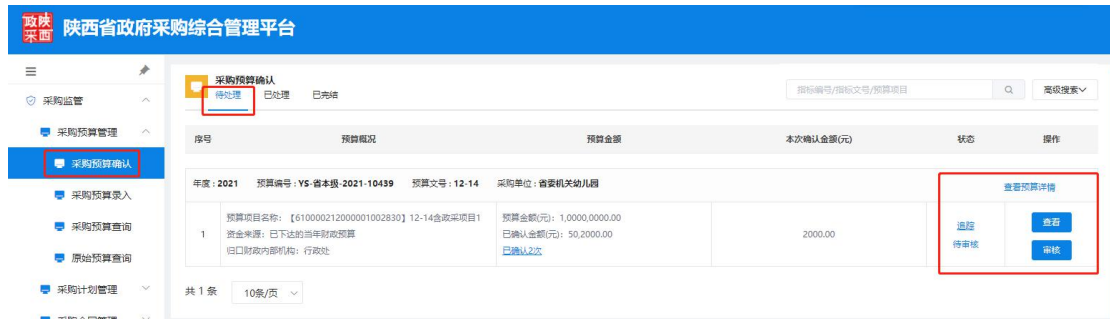 政陕
采西
陕西省政府采购综合管理平台
采购监管
采购预算管理
采购预算确认
采购预算录入
采购预算查询
原始预算查询
采购计划管理
采购预算确认
待处理 已处理 已完结
指标编号/指标文号/预算项目
高级搜索
序号 预算概况 预算金额 本次确认金额(元) 状态 操作
年度：2021 预算编号：YS-省本级-2021-10439 预算文号：12-14 采购单位：省委机关幼儿园 查看预算详情
1
预算项目名称：【610000212000001002830】12-14含政采项目1
资金来源：已下达的当年财政预算
归口财政内部机构：行政处
预算金额(元)：1,0000,0000.00
已确认金额(元)：50,2000.00
已确认2次
2000.00
追踪
待审核
查看
审核
共 1 条 10条/页